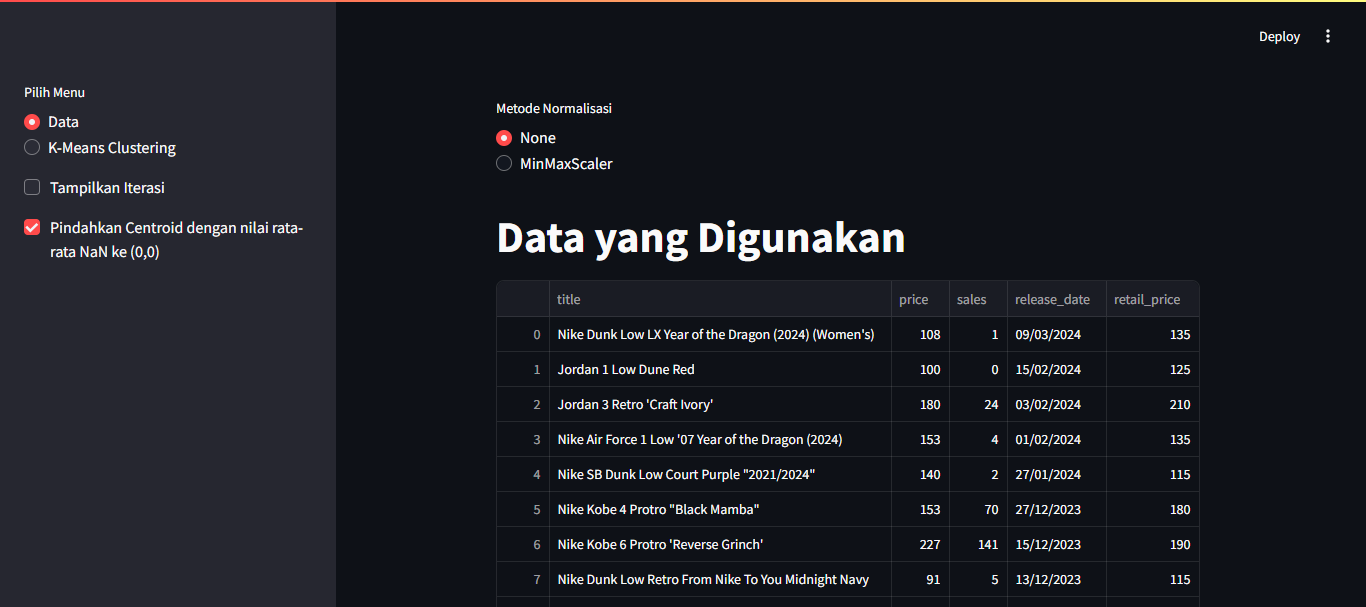 Deploy
Pilih Menu
Data
K-Means Clustering
Tampilkan Iterasi
Pindahkan Centroid dengan nilai rata-
rata NaN ke (0,0)
Metode Normalisasi
None
MinMaxScaler
Data yang Digunakan
title price sales release_date retail_price
0 Nike Dunk Low LX Year of the Dragon (2024) (Women's) 108 1 09/03/2024 135
1 Jordan 1 Low Dune Red 100 0 15/02/2024 125
2 Jordan 3 Retro 'Craft Ivory' 180 24 03/02/2024 210
3 Nike Air Force 1 Low '07 Year of the Dragon (2024) 153 4 01/02/2024 135
4 Nike SB Dunk Low Court Purple "2021/2024" 140 2 27/01/2024 115
5 Nike Kobe 4 Protro "Black Mamba" 153 70 27/12/2023 180
6 Nike Kobe 6 Protro 'Reverse Grinch' 227 141 15/12/2023 190
7 Nike Dunk Low Retro From Nike To You Midnight Navy 91 5 13/12/2023 115